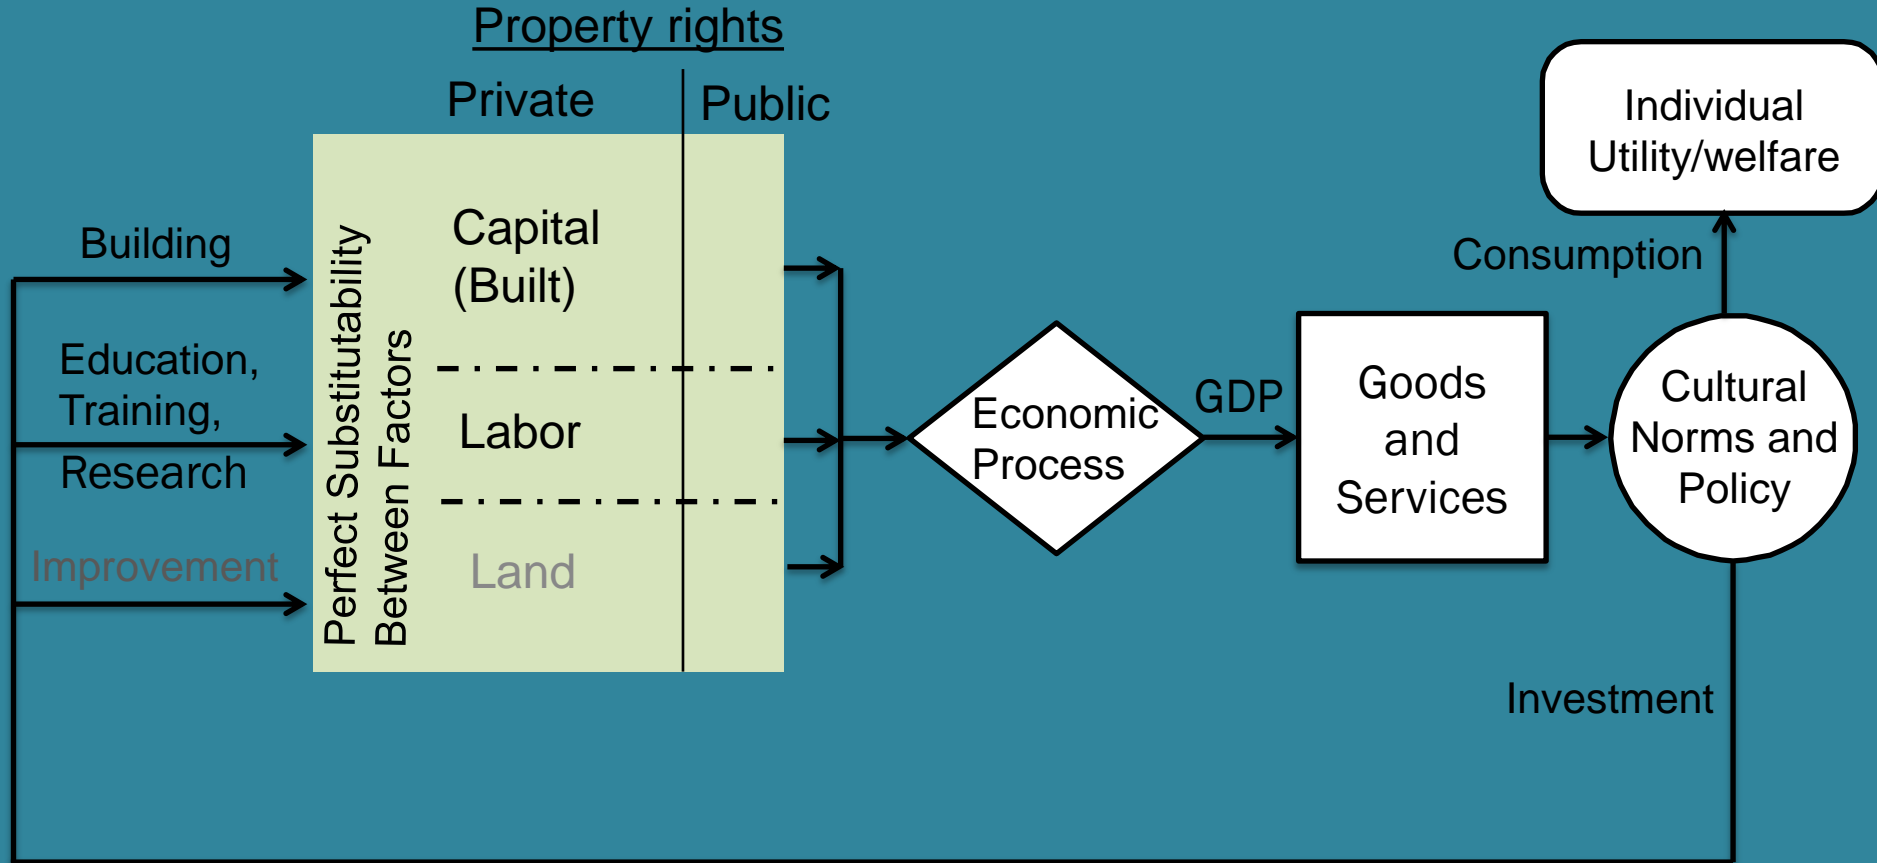 Property rights
Private
Public
Building
Education,
Training,
Research
Improvement
Perfect Substitutability
Between Factors
Capital
(Built)
Labor
Land
Economic
Process
GDP
Goods
and
Services
Cultural
Norms and
Policy
Consumption
Individual
Utility/welfare
Investment